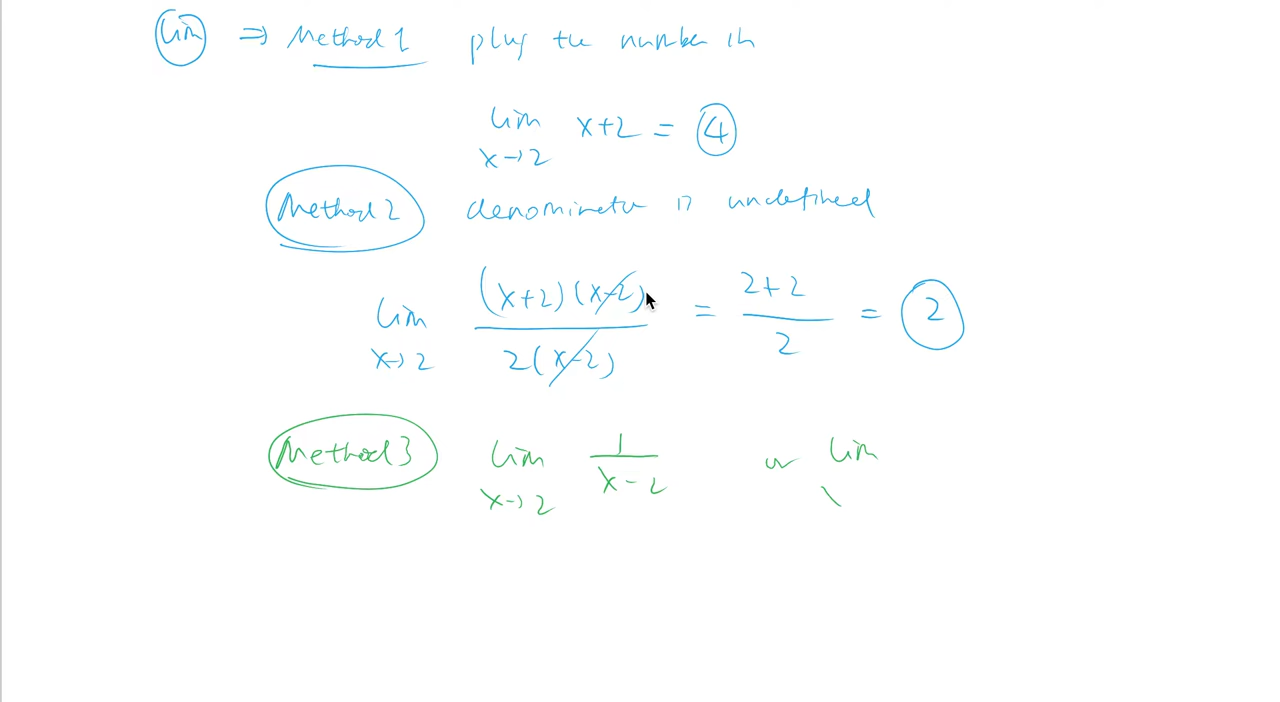 lim ⇒ Method 1 plug the number in
lim x→2 x+2 = 4
Method 2 denominator is undefined
lim x→2 (x+2)(x-2) / 2(x-2) = 2+2 / 2 = 2
Method 3 lim x→2 1 / x-2 or lim